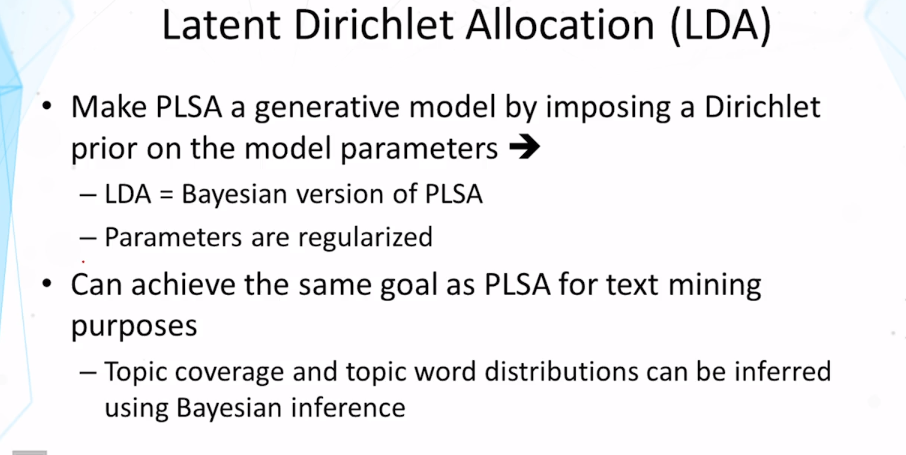 Latent Dirichlet Allocation (LDA)
• Make PLSA a generative model by imposing a Dirichlet
prior on the model parameters ➔
– LDA = Bayesian version of PLSA
– Parameters are regularized
• Can achieve the same goal as PLSA for text mining
purposes
– Topic coverage and topic word distributions can be inferred
using Bayesian inference